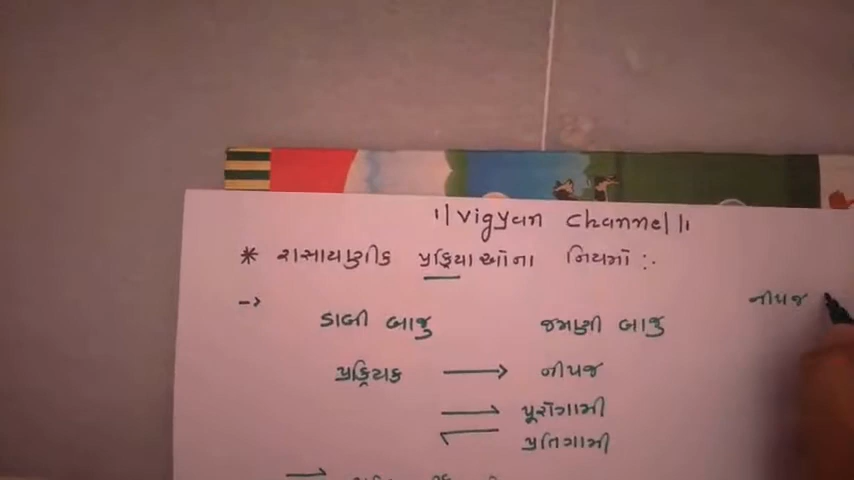 || Vigyan Channel ||
* રાસાયણીક પ્રક્રિયાઓના નિયમો :.
→ નીપજ
ડાબી બાજુ જમણી બાજુ
પ્રક્રિયક → નીપજ
→ પૂરોગામી
← પ્રતિગામી
→